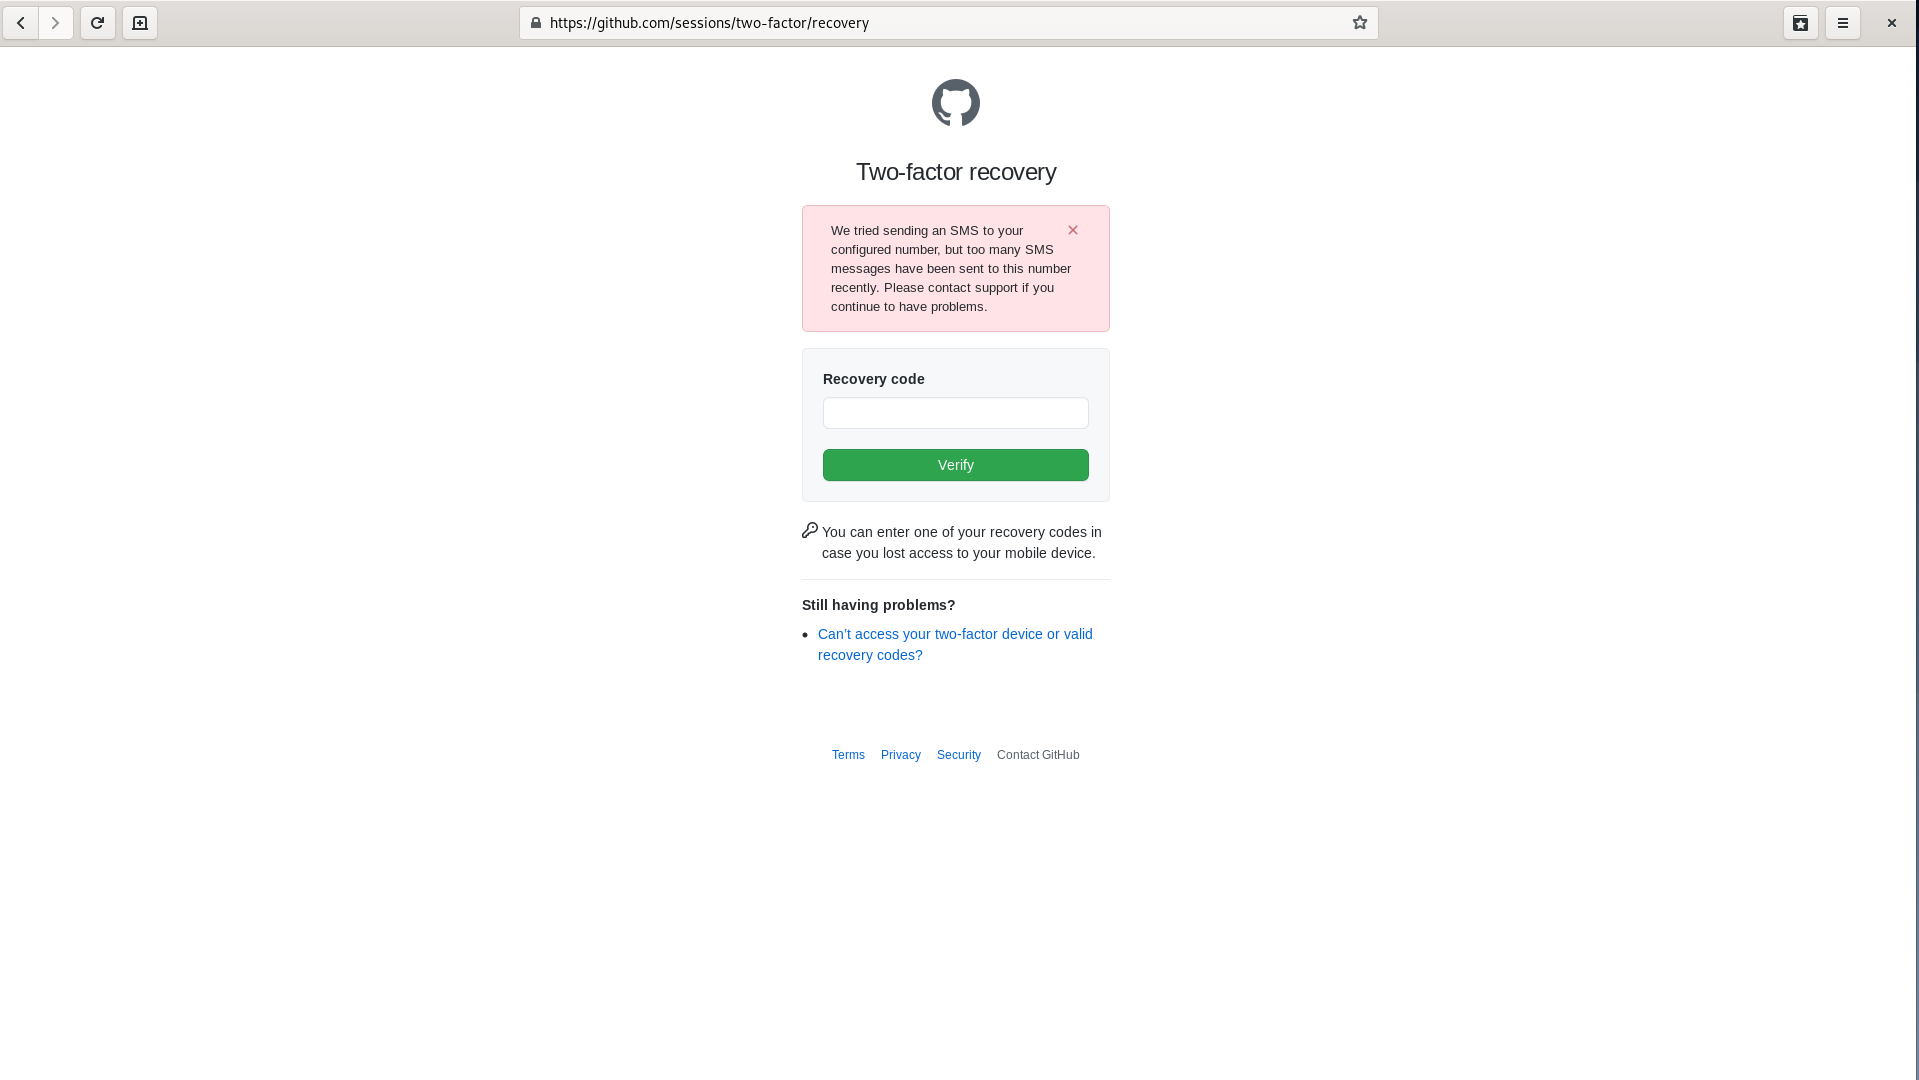 https://github.com/sessions/two-factor/recovery
Two-factor recovery
We tried sending an SMS to your
configured number, but too many SMS
messages have been sent to this number
recently. Please contact support if you
continue to have problems.
Recovery code
Verify
You can enter one of your recovery codes in
case you lost access to your mobile device.
Still having problems?
Can’t access your two-factor device or valid
recovery codes?
Terms Privacy Security Contact GitHub